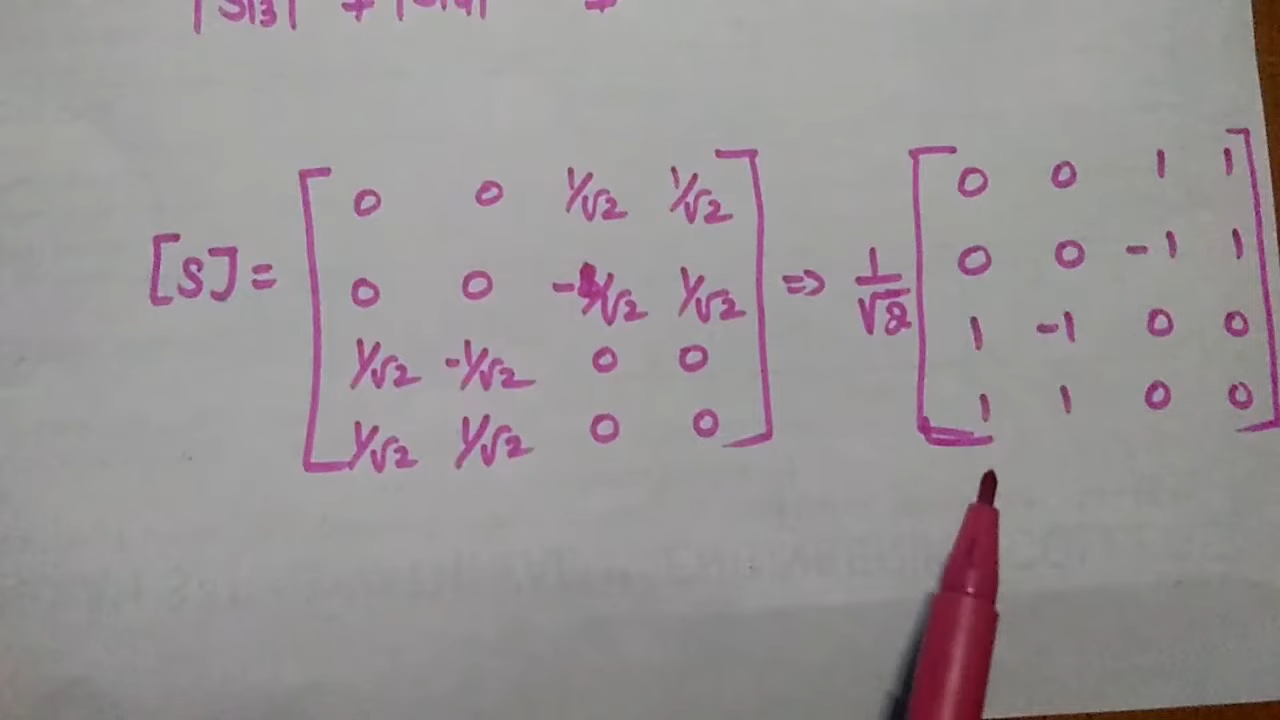 |S13| + |S14|
0 0 1/√2 1/√2
0 0 -1/√2 1/√2
[S] = ⇒ 1/√2
1/√2 -1/√2 0 0
1/√2 1/√2 0 0
0 0 1 1
0 0 -1 1
1 -1 0 0
1 1 0 0